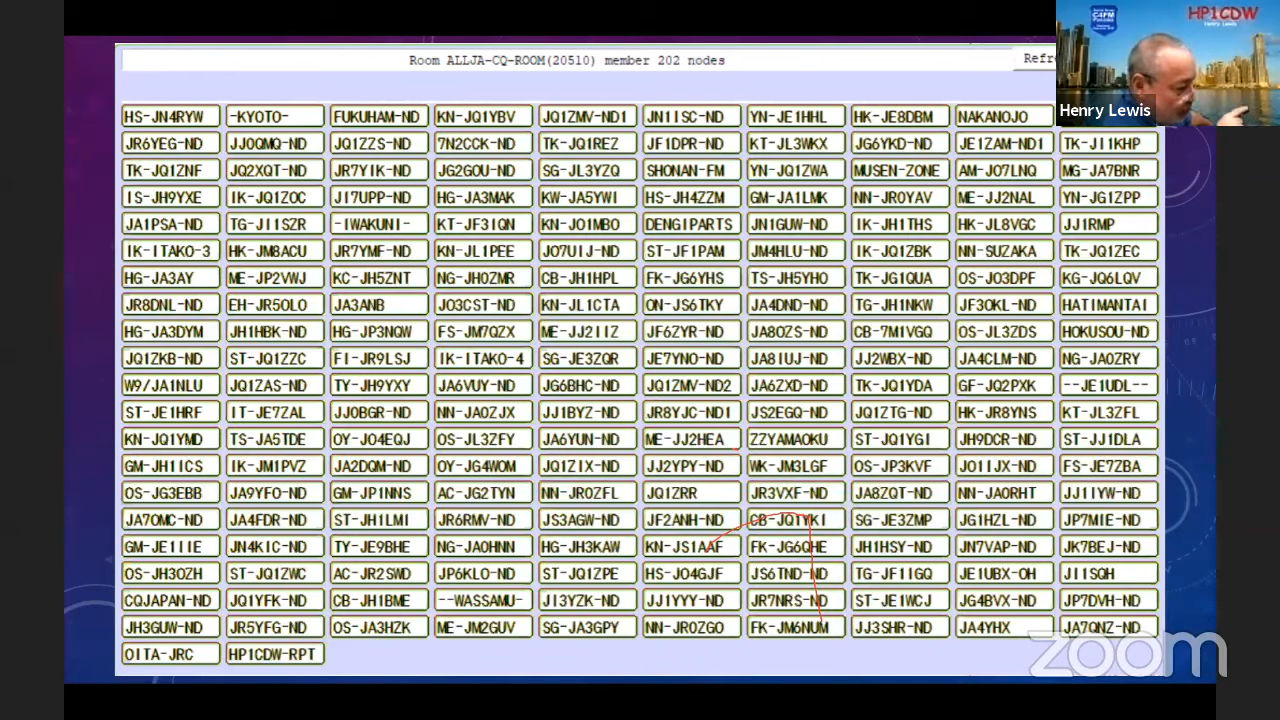 HP1CDW
Henry Lewis
C4FM
Room ALLJA-CQ-ROOM(20510) member 202 nodes Refr
Henry Lewis
HS-JN4RYW -KYOTO- FUKUHAM-ND KN-JQ1YBV JQ1ZMV-ND1 JN1ISC-ND YN-JE1HHL HK-JE8DBM NAKANOJO
JR6YEG-ND JJ0QMQ-ND JQ1ZZS-ND 7N2CCK-ND TK-JQ1REZ JF1DPR-ND KT-JL3WKX JG6YKD-ND JE1ZAM-ND1 TK-JI1KHP
TK-JQ1ZNF JQ2XQT-ND JR7YIK-ND JG2GOU-ND SG-JL3YZQ SHONAN-FM YN-JQ1ZWA MUSEN-ZONE AM-JO7LNQ MG-JA7BNR
IS-JH9YXE IK-JQ1ZOC JI7UPP-ND HG-JA3MAK KW-JA5YWI HS-JH4ZZM GM-JA1LMK NN-JR0YAV ME-JJ2NAL YN-JG1ZPP
JA1PSA-ND TG-JI1SZR -IWAKUNI- KT-JF3IQN KN-JO1MBO DENGIPARTS JN1GUW-ND IK-JH1THS HK-JL8VGC JJ1RMP
IK-ITAKO-3 HK-JM8ACU JR7YMF-ND KN-JL1PEE JO7UIJ-ND ST-JF1PAM JM4HLU-ND IK-JQ1ZBK NN-SUZAKA TK-JQ1ZEC
HG-JA3AY ME-JP2VWJ KC-JH5ZNT NG-JH0ZMR CB-JH1HPL FK-JG6YHS TS-JH5YHO TK-JG1QUA OS-JO3DPF KG-JQ6LQV
JR8DNL-ND EH-JR5OLO JA3ANB JO3CST-ND KN-JL1CTA ON-JS6TKY JA4DND-ND TG-JH1NKW JF3OKL-ND HATIMANTAI
HG-JA3DYM JH1HBK-ND HG-JP3NQW FS-JM7QZX ME-JJ2IIZ JF6ZYR-ND JA8OZS-ND CB-7M1VGQ OS-JL3ZDS HOKUSOU-ND
JQ1ZKB-ND ST-JQ1ZZC FI-JR9LSJ IK-ITAKO-4 SG-JE3ZQR JE7YNO-ND JA8IUJ-ND JJ2WBX-ND JA4CLM-ND NG-JA0ZRY
W9/JA1NLU JQ1ZAS-ND TY-JH9YXY JA6VUY-ND JG6BHC-ND JQ1ZMV-ND2 JA6ZXD-ND TK-JQ1YDA GF-JQ2PXK --JE1UDL--
ST-JE1HRF IT-JE7ZAL JJ0BGR-ND NN-JA0ZJX JJ1BYZ-ND JR8YJC-ND1 JS2EGQ-ND JQ1ZTG-ND HK-JR8YNS KT-JL3ZFL
KN-JQ1YMD TS-JA5TDE OY-JO4EQJ OS-JL3ZFY JA6YUN-ND ME-JJ2HEA ZZYAMAOKU ST-JQ1YGI JH9DCR-ND ST-JJ1DLA
GM-JH1ICS IK-JM1PVZ JA2DQM-ND OY-JG4WOM JQ1ZIX-ND JJ2YPY-ND WK-JM3LGF OS-JP3KVF JO1IJX-ND FS-JE7ZBA
OS-JG3EBB JA9YFO-ND GM-JP1NNS AC-JG2TYN NN-JR0ZFL JQ1ZRR JR3VXF-ND JA8ZQT-ND NN-JA0RHT JJ1IYW-ND
JA7OMC-ND JA4FDR-ND ST-JH1LMI JR6RMV-ND JS3AGW-ND JF2ANH-ND CB-JQ1YKI SG-JE3ZMP JG1HZL-ND JP7MIE-ND
GM-JE1IIE JN4KIC-ND TY-JE9BHE NG-JA0HNN HG-JH3KAW KN-JS1AAF FK-JG6QHE JH1HSY-ND JN7VAP-ND JK7BEJ-ND
OS-JH3OZH ST-JQ1ZWC AC-JR2SWD JP6KLO-ND ST-JQ1ZPE HS-JO4GJF JS6TND-ND TG-JF1IGQ JE1UBX-OH JI1SQH
CQJAPAN-ND JQ1YFK-ND CB-JH1BME --WASSAMU- JI3YZK-ND JJ1YYY-ND JR7NRS-ND ST-JE1WCJ JG4BVX-ND JP7DVH-ND
JH3GUW-ND JR5YFG-ND OS-JA3HZK ME-JM2GUV SG-JA3GPY NN-JR0ZGO FK-JM6NUM JJ3SHR-ND JA4YHX JA7QNZ-ND
OITA-JRC HP1CDW-RPT
zoom